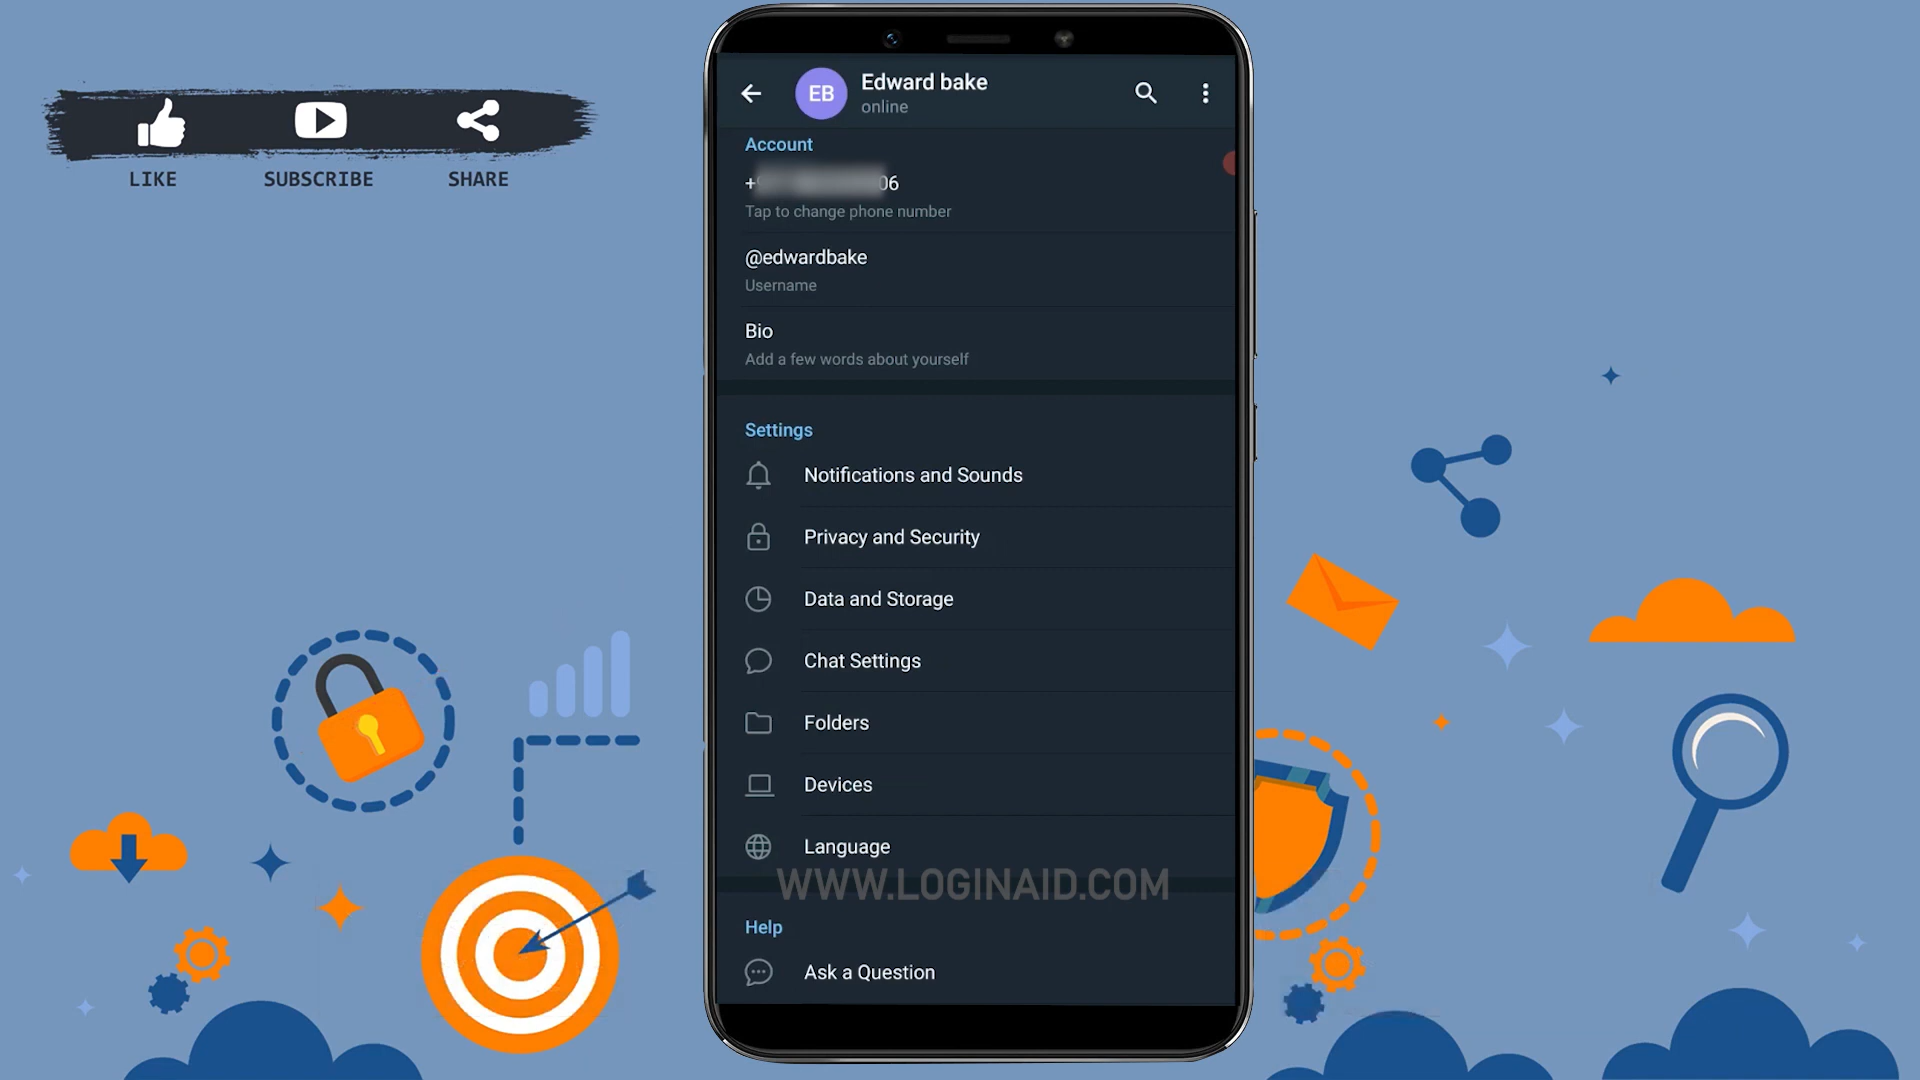 LIKE
SUBSCRIBE
SHARE
EB
Edward bake
online
Account
+ 06
Tap to change phone number
@edwardbake
Username
Bio
Add a few words about yourself
Settings
Notifications and Sounds
Privacy and Security
Data and Storage
Chat Settings
Folders
Devices
Language
WWW.LOGINAID.COM
Help
Ask a Question